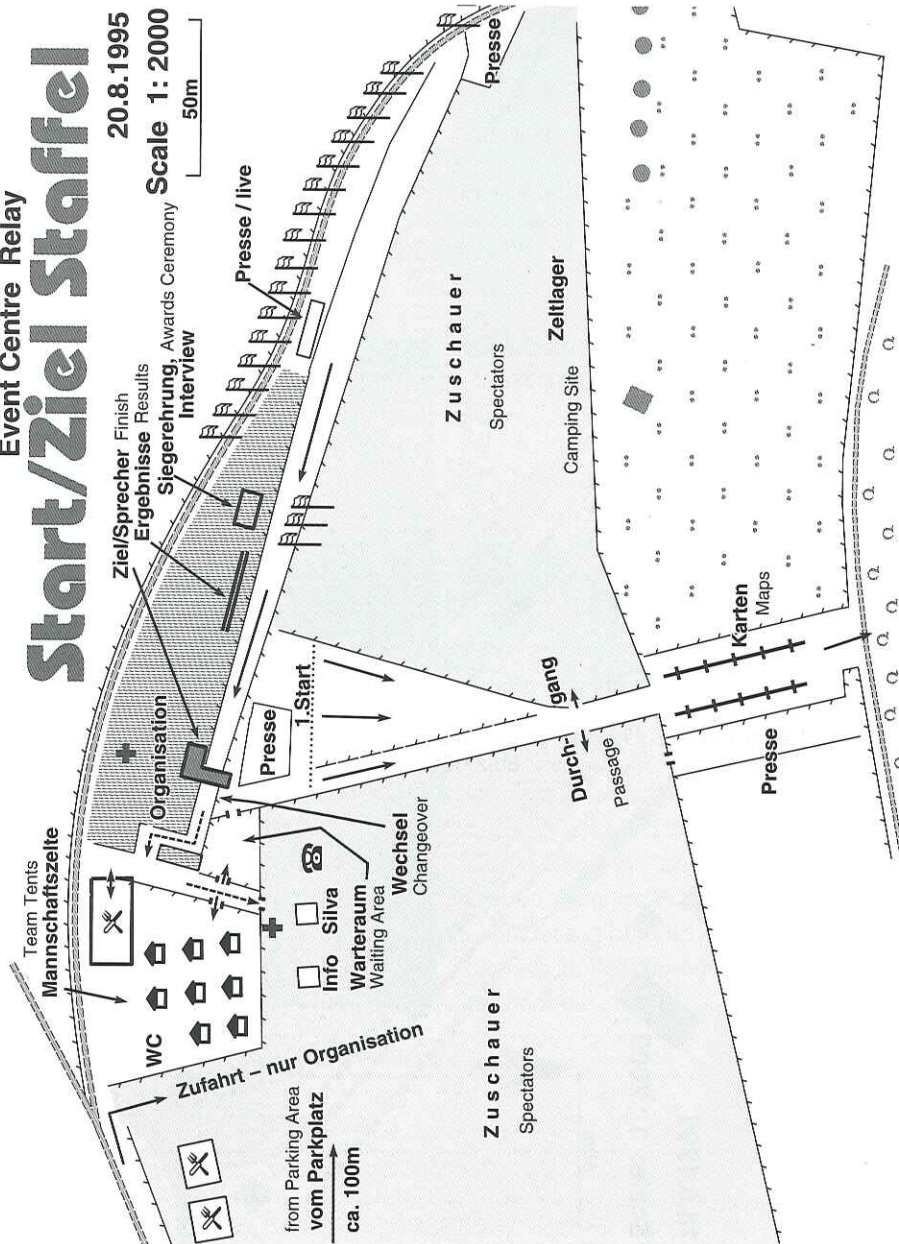 Event Centre Relay
Start/Ziel Staffel
20.8.1995
Scale 1: 2000
50m
Team Tents
Mannschaftszelte
Ziel/Sprecher Finish
Ergebnisse Results
Siegerehrung, Awards Ceremony
Interview
Presse / live
Presse
Organisation
WC
Zufahrt – nur Organisation
Presse
1.Start
Info
Silva
Warteraum
Waiting Area
Wechsel
Changeover
from Parking Area
vom Parkplatz
ca. 100m
Zuschauer
Spectators
Zuschauer
Spectators
Durch-
gang
Passage
Zeltlager
Camping Site
Karten
Maps
Presse